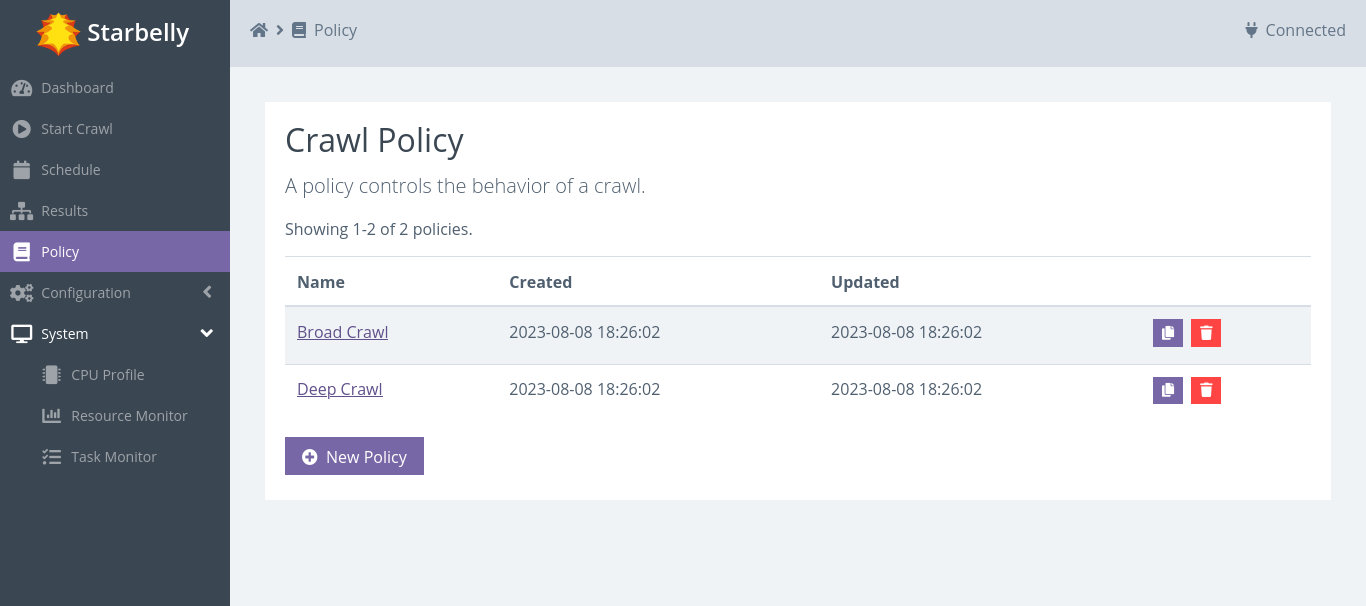 Starbelly
Policy
Connected
Dashboard
Start Crawl
Schedule
Results
Policy
Configuration
System
CPU Profile
Resource Monitor
Task Monitor
Crawl Policy
A policy controls the behavior of a crawl.
Showing 1-2 of 2 policies.
Name Created Updated
Broad Crawl 2023-08-08 18:26:02 2023-08-08 18:26:02
Deep Crawl 2023-08-08 18:26:02 2023-08-08 18:26:02
New Policy